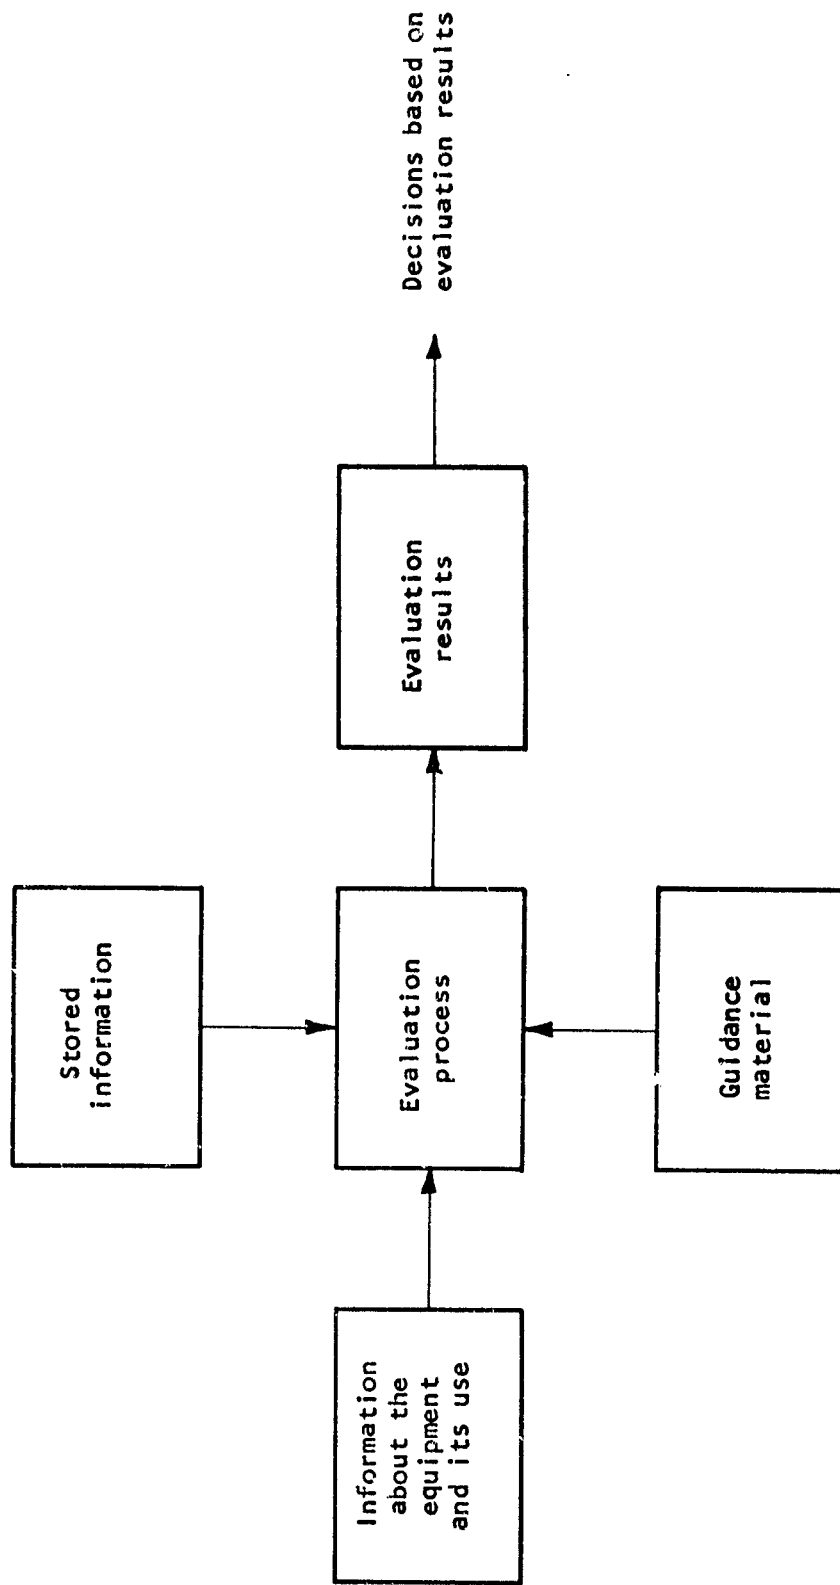 Stored
information
Information
about the
equipment
and its use
Evaluation
process
Evaluation
results
Decisions based on
evaluation results
Guidance
material